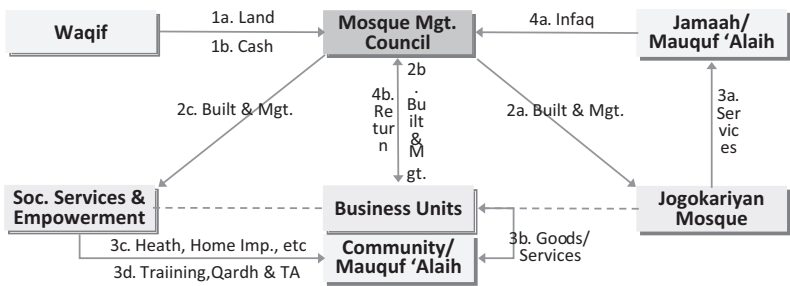 Waqif
1a. Land
1b. Cash
Mosque Mgt.
Council
4a. Infaq
Jamaah/
Mauquf ‘Alaih
2c. Built & Mgt.
4b.
Re
tur
n
2b
.
Bu
ilt
&
M
gt.
2a. Built & Mgt.
3a.
Ser
vic
es
Soc. Services &
Empowerment
Business Units
Jogokariyan
Mosque
3c. Heath, Home Imp., etc
3d. Traiining,Qardh & TA
Community/
Mauquf ‘Alaih
3b. Goods/
Services